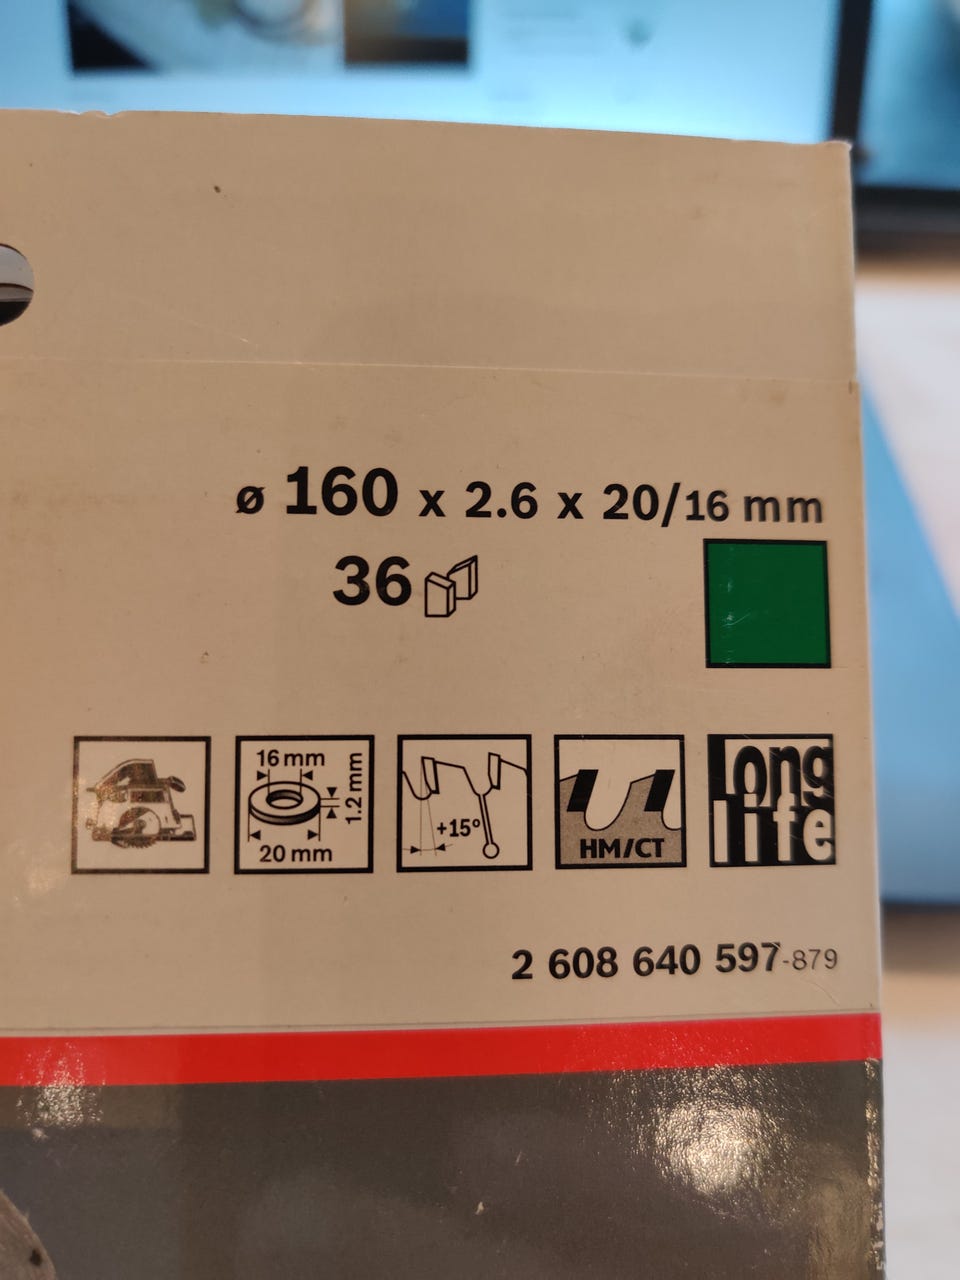 ø 160 x 2.6 x 20/16 mm
36
16 mm
1.2 mm
20 mm
+15°
HM/CT
long
life
2 608 640 597-879